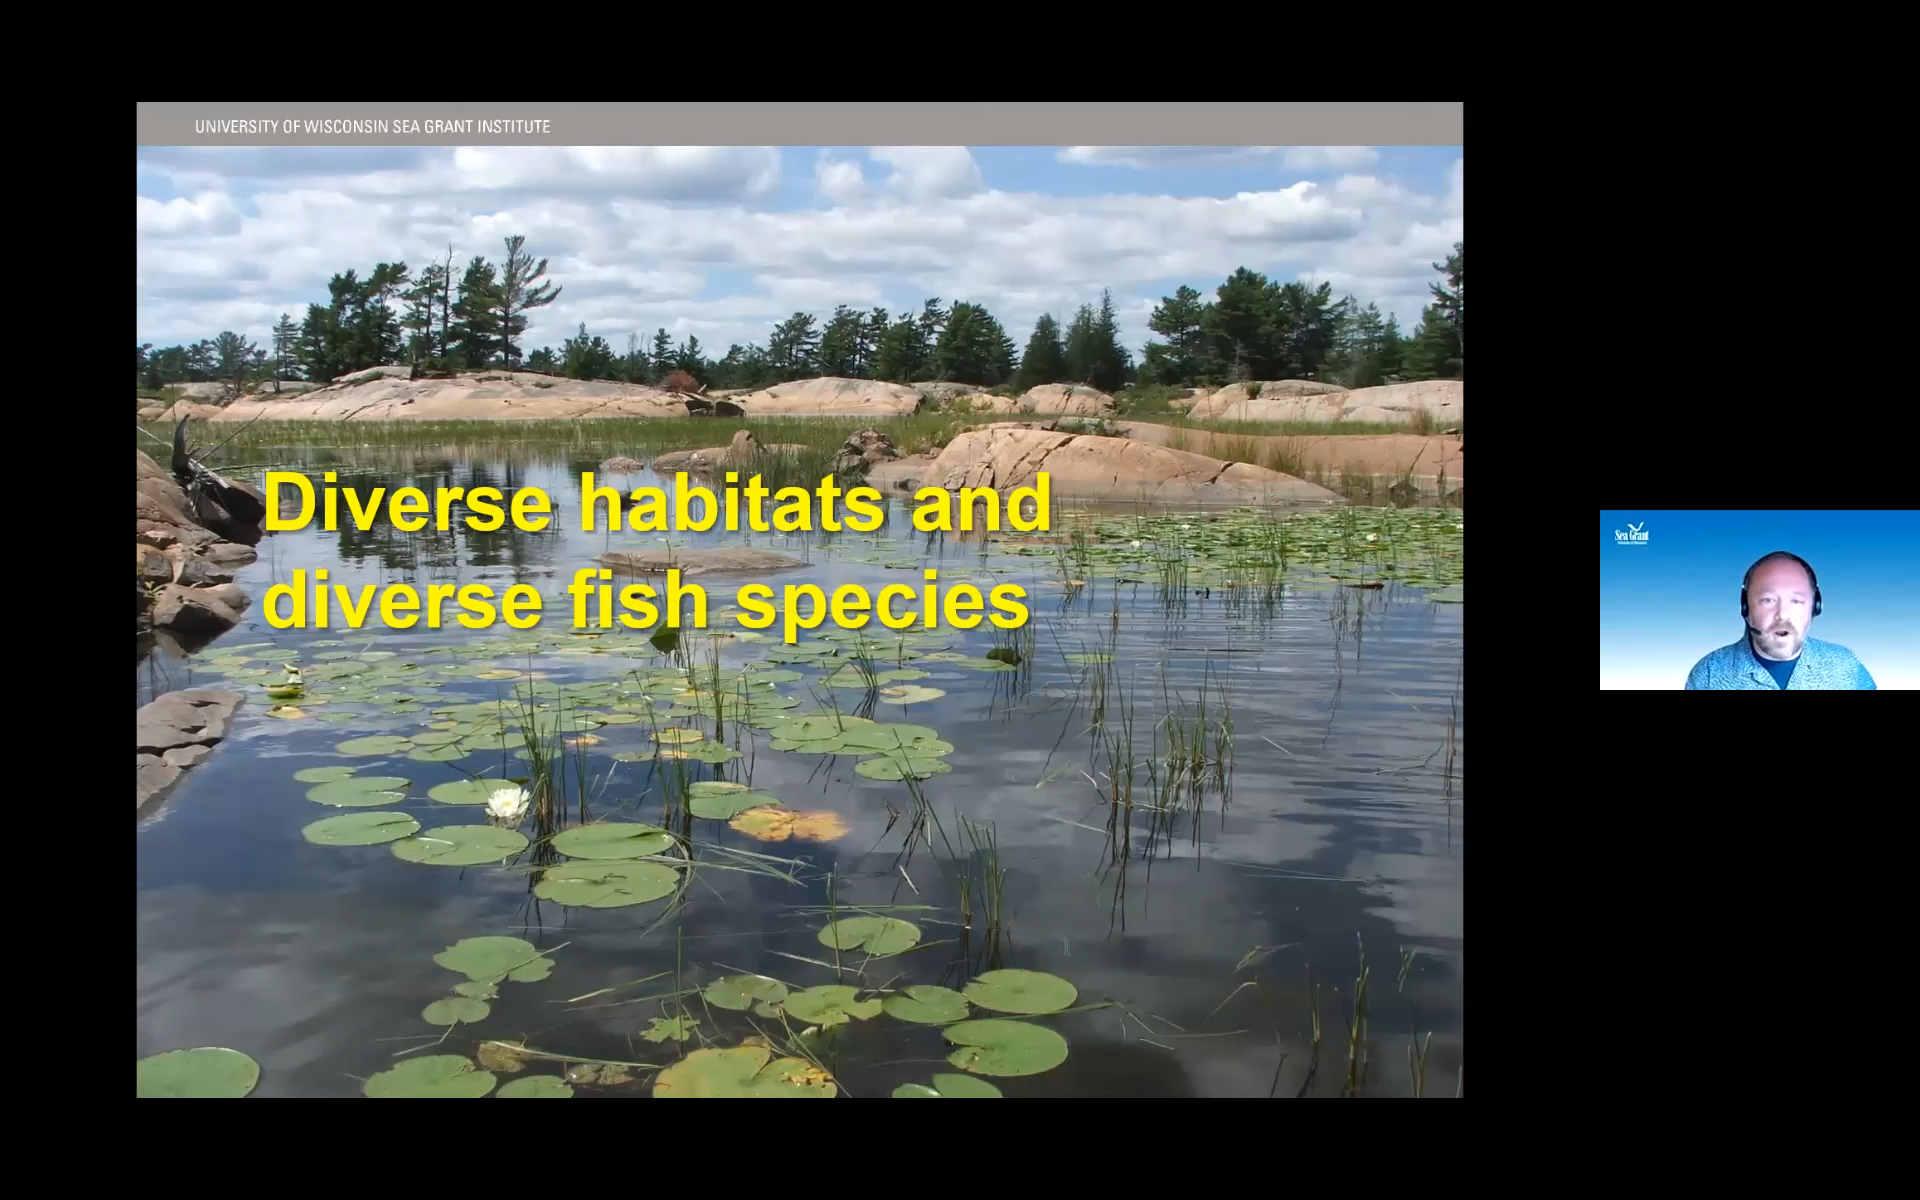 UNIVERSITY OF WISCONSIN SEA GRANT INSTITUTE
Diverse habitats and
diverse fish species
Sea Grant